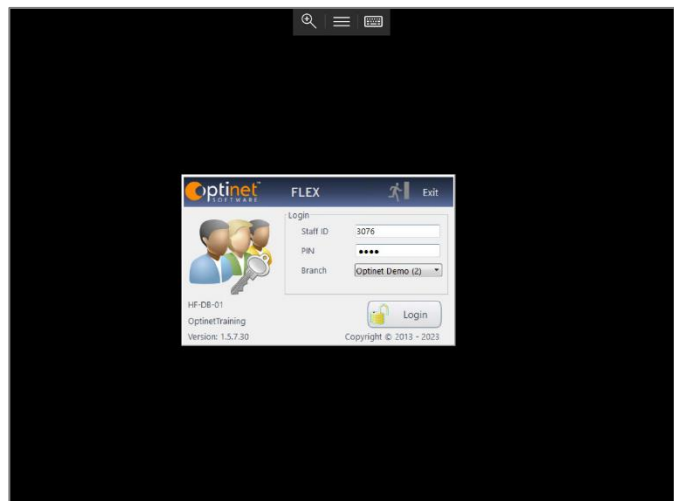 Optinet™ FLEX Exit
SOFTWARE
Login
Staff ID 3076
PIN ••••
Branch Optinet Demo (2)
HF-DB-01
OptinetTraining
Login
Version: 1.5.7.30 Copyright © 2013 - 2023